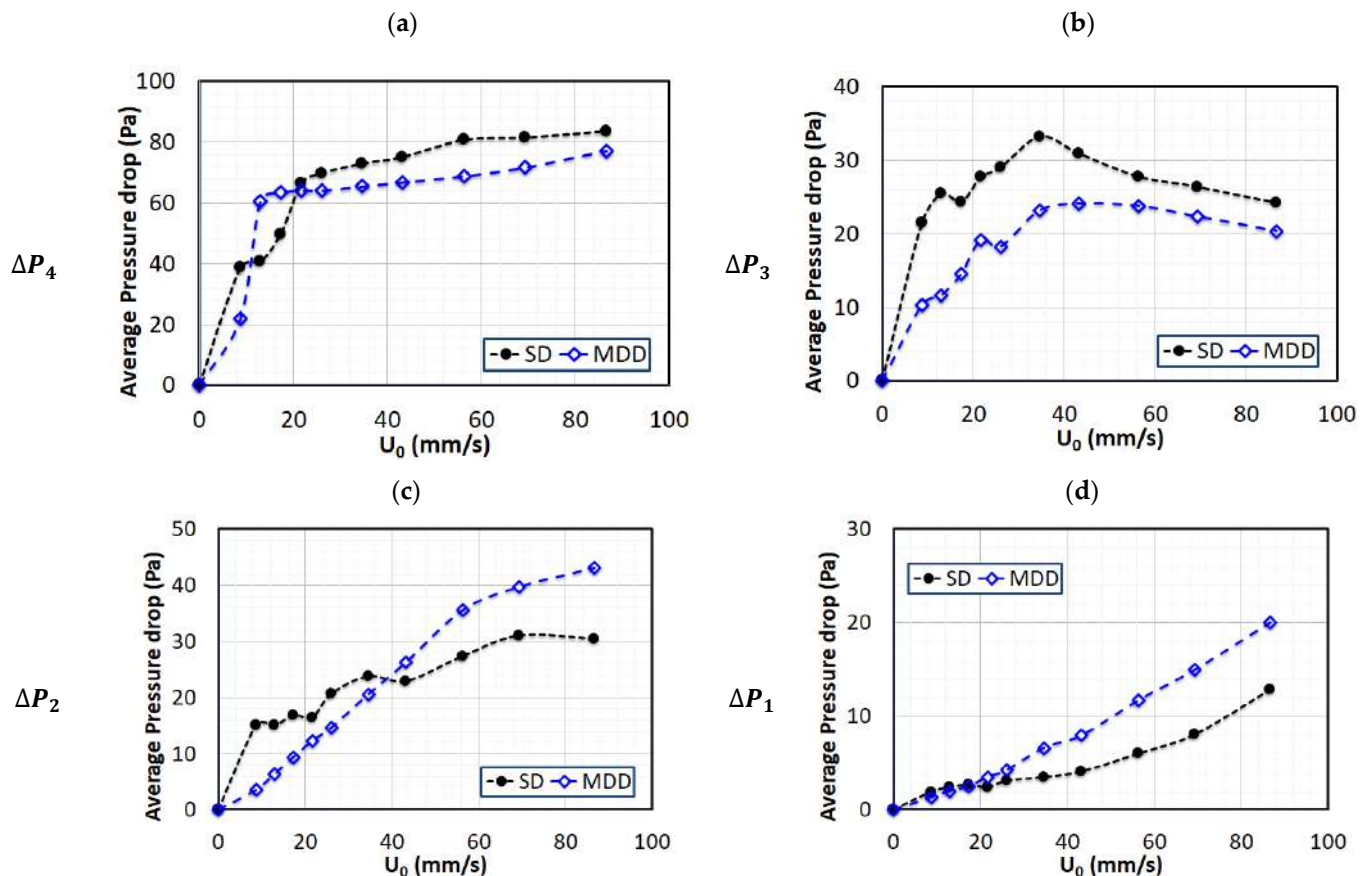 (a)
(b)
ΔP4
Average Pressure drop (Pa)
100
80
60
40
20
0
SD MDD
0 20 40 60 80 100
U0 (mm/s)
ΔP3
Average Pressure drop (Pa)
40
30
20
10
0
SD MDD
0 20 40 60 80 100
U0 (mm/s)
(c)
(d)
ΔP2
Average Pressure drop (Pa)
50
40
30
20
10
0
SD MDD
0 20 40 60 80 100
U0 (mm/s)
ΔP1
Average Pressure drop (Pa)
30
20
10
0
SD MDD
0 20 40 60 80 100
U0 (mm/s)